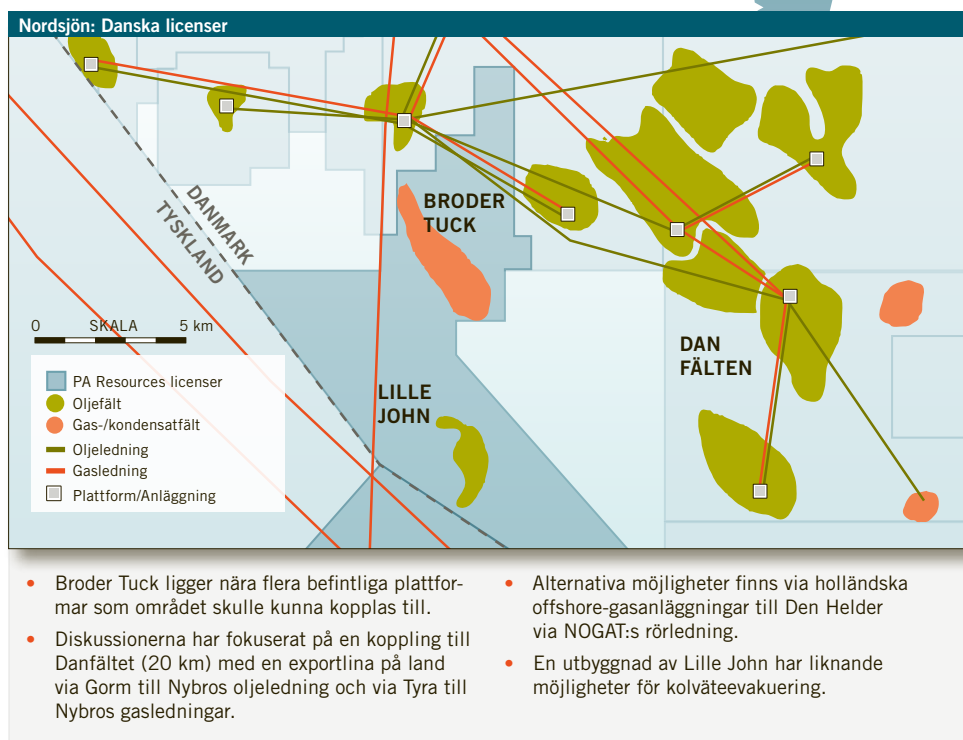 Nordsjön: Danska licenser
DANMARK
TYSKLAND
BRODER
TUCK
0 SKALA 5 km
DAN
FÄLTEN
LILLE
JOHN
PA Resources licenser
Oljefält
Gas-/kondensatfält
Oljeledning
Gasledning
Plattform/Anläggning
• Broder Tuck ligger nära flera befintliga plattfor-
mar som området skulle kunna kopplas till.
• Diskussionerna har fokuserat på en koppling till
Danfältet (20 km) med en exportlina på land
via Gorm till Nybros oljeledning och via Tyra till
Nybros gasledningar.
• Alternativa möjligheter finns via holländska
offshore-gasanläggningar till Den Helder
via NOGAT:s rörledning.
• En utbyggnad av Lille John har liknande
möjligheter för kolväteevakuering.